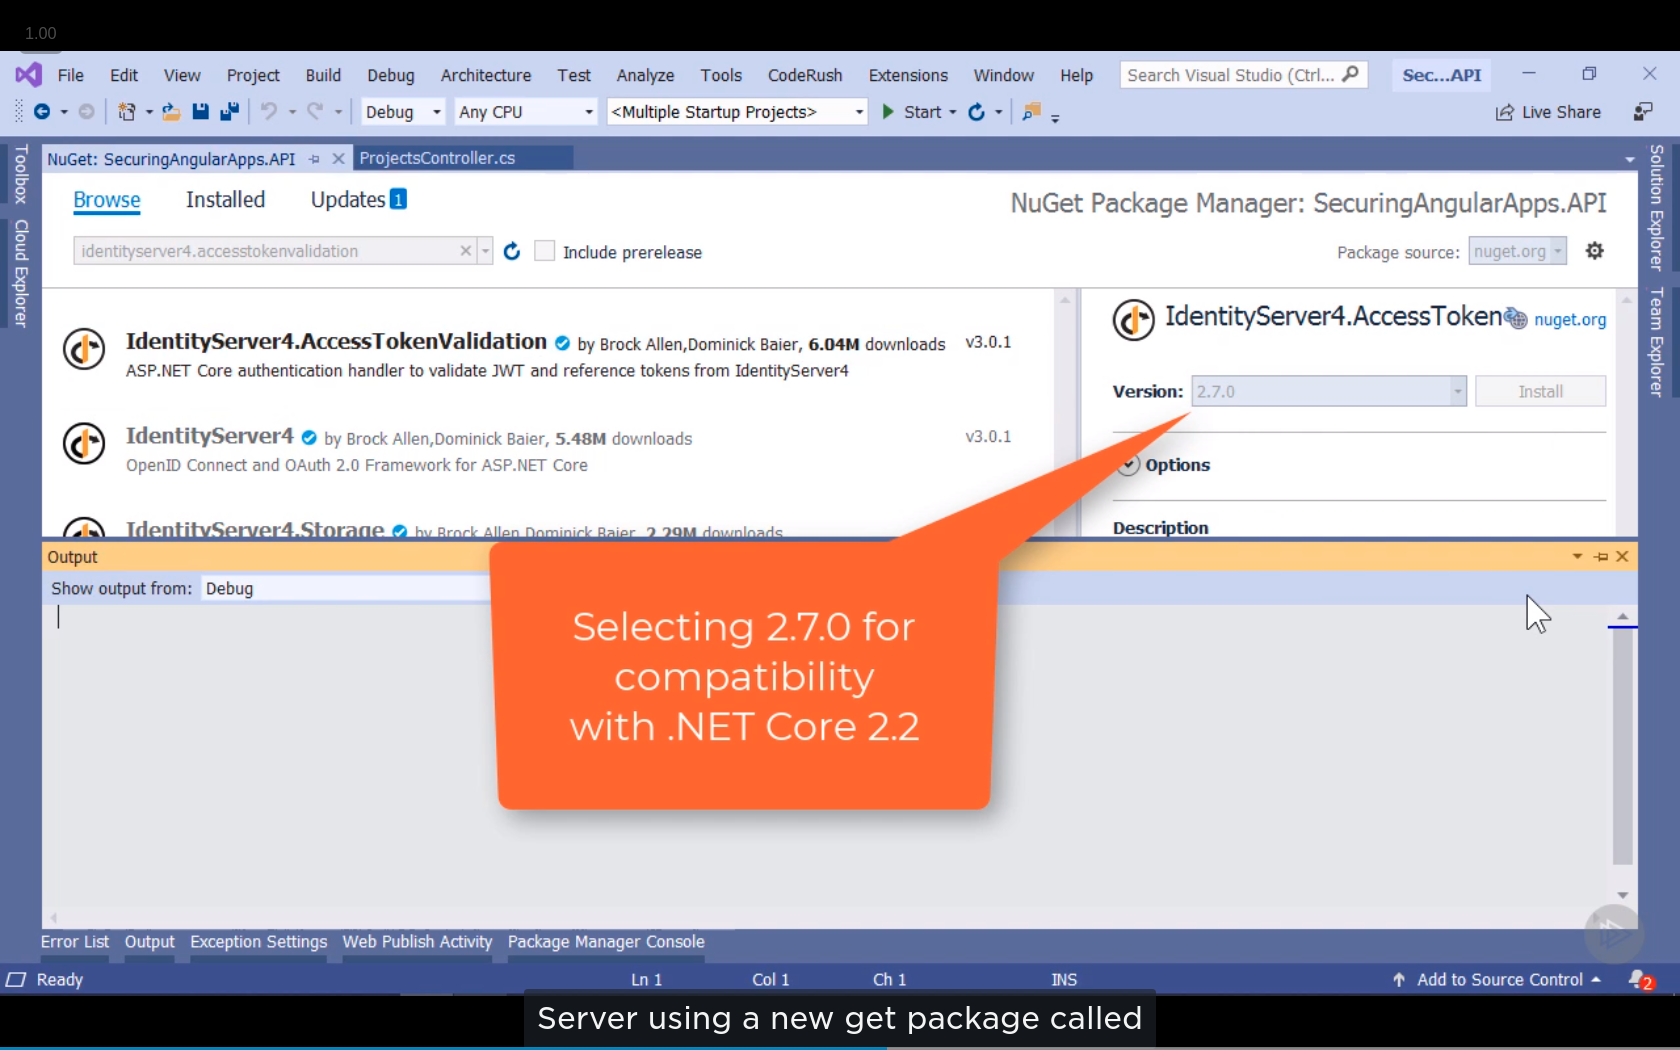 1.00
File Edit View Project Build Debug Architecture Test Analyze Tools CodeRush Extensions Window Help Search Visual Studio (Ctrl... Sec...API
Debug Any CPU <Multiple Startup Projects> Start Live Share
Toolbox
Cloud Explorer
NuGet: SecuringAngularApps.API ProjectsController.cs
Browse Installed Updates 1
NuGet Package Manager: SecuringAngularApps.API
identityserver4.accesstokenvalidation Include prerelease
Package source: nuget.org
IdentityServer4.AccessTokenValidation by Brock Allen,Dominick Baier, 6.04M downloads v3.0.1
ASP.NET Core authentication handler to validate JWT and reference tokens from IdentityServer4
IdentityServer4 by Brock Allen,Dominick Baier, 5.48M downloads v3.0.1
OpenID Connect and OAuth 2.0 Framework for ASP.NET Core
IdentityServer4.Storage by Brock Allen,Dominick Baier, 2.29M downloads
IdentityServer4.AccessToken nuget.org
Version: 2.7.0 Install
Options
Description
Solution Explorer
Team Explorer
Output
Show output from: Debug
Selecting 2.7.0 for
compatibility
with .NET Core 2.2
Error List Output Exception Settings Web Publish Activity Package Manager Console
Ready Ln 1 Col 1 Ch 1 INS Add to Source Control 2
Server using a new get package called